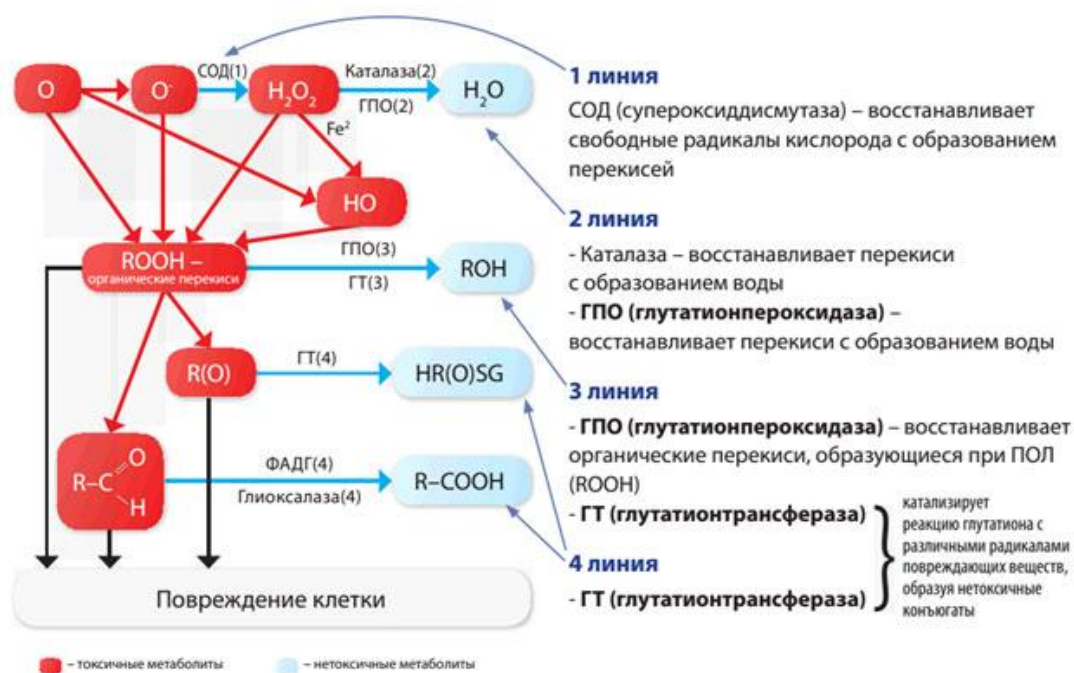 O
O⁻
СОД(1)
H₂O₂
Каталаза(2)
ГПО(2)
H₂O
Fe²
HO
ROOH –
органические перекиси
ГПО(3)
ГТ(3)
ROH
R(O)
ГТ(4)
HR(O)SG
R–C
O
H
ФАДГ(4)
Глиоксалаза(4)
R–COOH
Повреждение клетки
– токсичные метаболиты
– нетоксичные метаболиты
1 линия
СОД (супероксиддисмутаза) – восстанавливает
свободные радикалы кислорода с образованием
перекисей
2 линия
- Каталаза – восстанавливает перекиси
с образованием воды
- ГПО (глутатионпероксидаза) –
восстанавливает перекиси с образованием воды
3 линия
- ГПО (глутатионпероксидаза) – восстанавливает
органические перекиси, образующиеся при ПОЛ
(ROOH)
- ГТ (глутатионтрансфераза)
4 линия
- ГТ (глутатионтрансфераза)
катализирует
реакцию глутатиона с
различными радикалами
повреждающих веществ,
образуя нетоксичные
конъюгаты